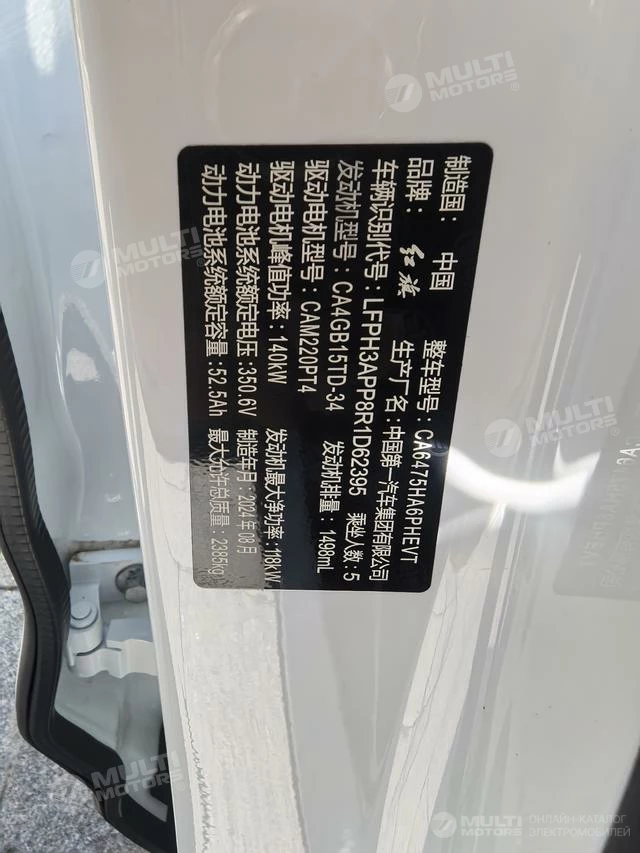 制造国： 中国 整车型号：CA6475HA6PHEVT
品牌： 红旗 生产厂名：中国第一汽车集团有限公司
车辆识别代号：LFPH3APP8R1D62395 乘坐人数：5
发动机型号：CA4GB15TD-34 发动机排量：1498mL
驱动电机型号：CAM220PT4
驱动电机峰值功率：140kW 发动机最大净功率：108kW
动力电池系统额定电压：350.6V 制造年月：2024年08月
动力电池系统额定容量：52.5Ah 最大允许总质量：2385kg
MULTI MOTORS®
MULTI MOTORS®
MULTI MOTORS®
MULTI MOTORS®
MULTI MOTORS
ОНЛАЙН-КАТАЛОГ
ЭЛЕКТРОМОБИЛЕЙ